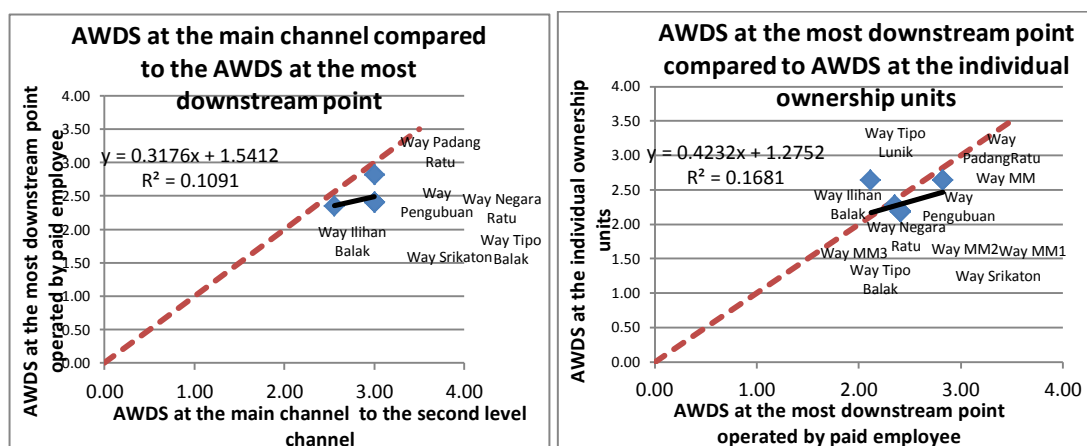 AWDS at the main channel compared
to the AWDS at the most
downstream point
AWDS at the most downstream point
operated by paid employee
4.00
3.50
3.00
2.50
2.00
1.50
1.00
0.50
0.00
y = 0.3176x + 1.5412
R² = 0.1091
Way Padang
Ratu
Way
Pengubuan
Way Negara
Ratu
Way Ilihan
Balak
Way Tipo
Balak
Way Srikaton
0.00
1.00
2.00
3.00
4.00
AWDS at the main channel to the second level
channel
AWDS at the most downstream point
compared to AWDS at the individual
ownership units
AWDS at the individual ownership
units
4.00
3.50
3.00
2.50
2.00
1.50
1.00
0.50
0.00
y = 0.4232x + 1.2752
R² = 0.1681
Way Tipo
Lunik
Way
PadangRatu
Way MM
Way Ilihan
Balak
Way
Pengubuan
Way Negara
Ratu
Way MM3
Way MM2
Way MM1
Way Tipo
Balak
Way Srikaton
0.00
1.00
2.00
3.00
4.00
AWDS at the most downstream point
operated by paid employee